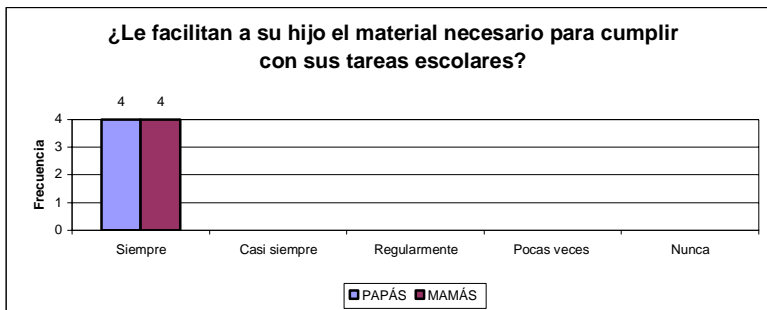 ¿Le facilitan a su hijo el material necesario para cumplir
con sus tareas escolares?
4 4
4
3
2
1
0
Frecuencia
Siempre Casi siempre Regularmente Pocas veces Nunca
PAPÁS MAMÁS